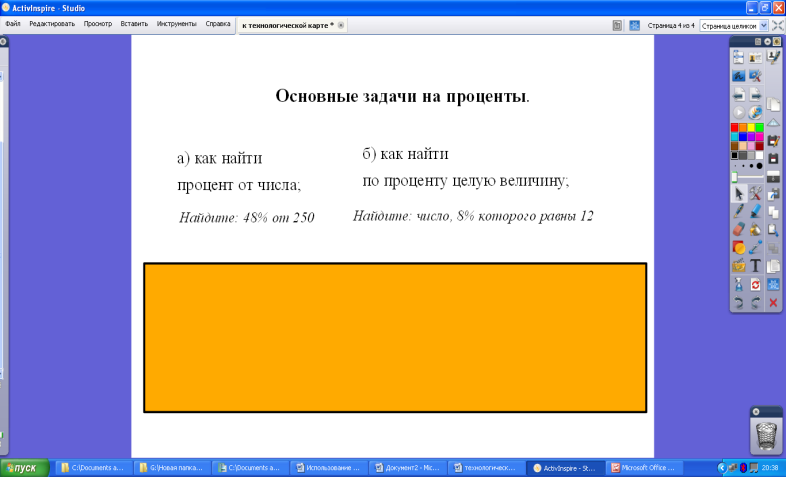 ActivInspire - Studio
Файл Редактировать Просмотр Вставить Инструменты Справка
к технологической карте *
Страница 4 из 4
Страница целиком
Основные задачи на проценты.
а) как найти
процент от числа;
Найдите: 48% от 250
б) как найти
по проценту целую величину;
Найдите: число, 8% которого равны 12
пуск
C:\Documents a...
G:\Новая папка...
C:\Documents a...
Использование ...
Документ2 - Mic...
технологическ...
ActivInspire - St...
Microsoft Office ...
20:38